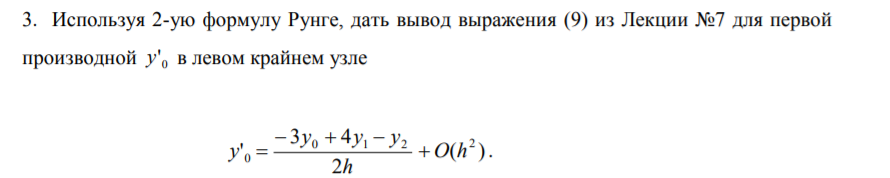 3. Используя 2-ую формулу Рунге, дать вывод выражения (9) из Лекции №7 для первой
производной y'₀ в левом крайнем узле
y'₀ = (−3y₀ + 4y₁ − y₂) / 2h + O(h²).